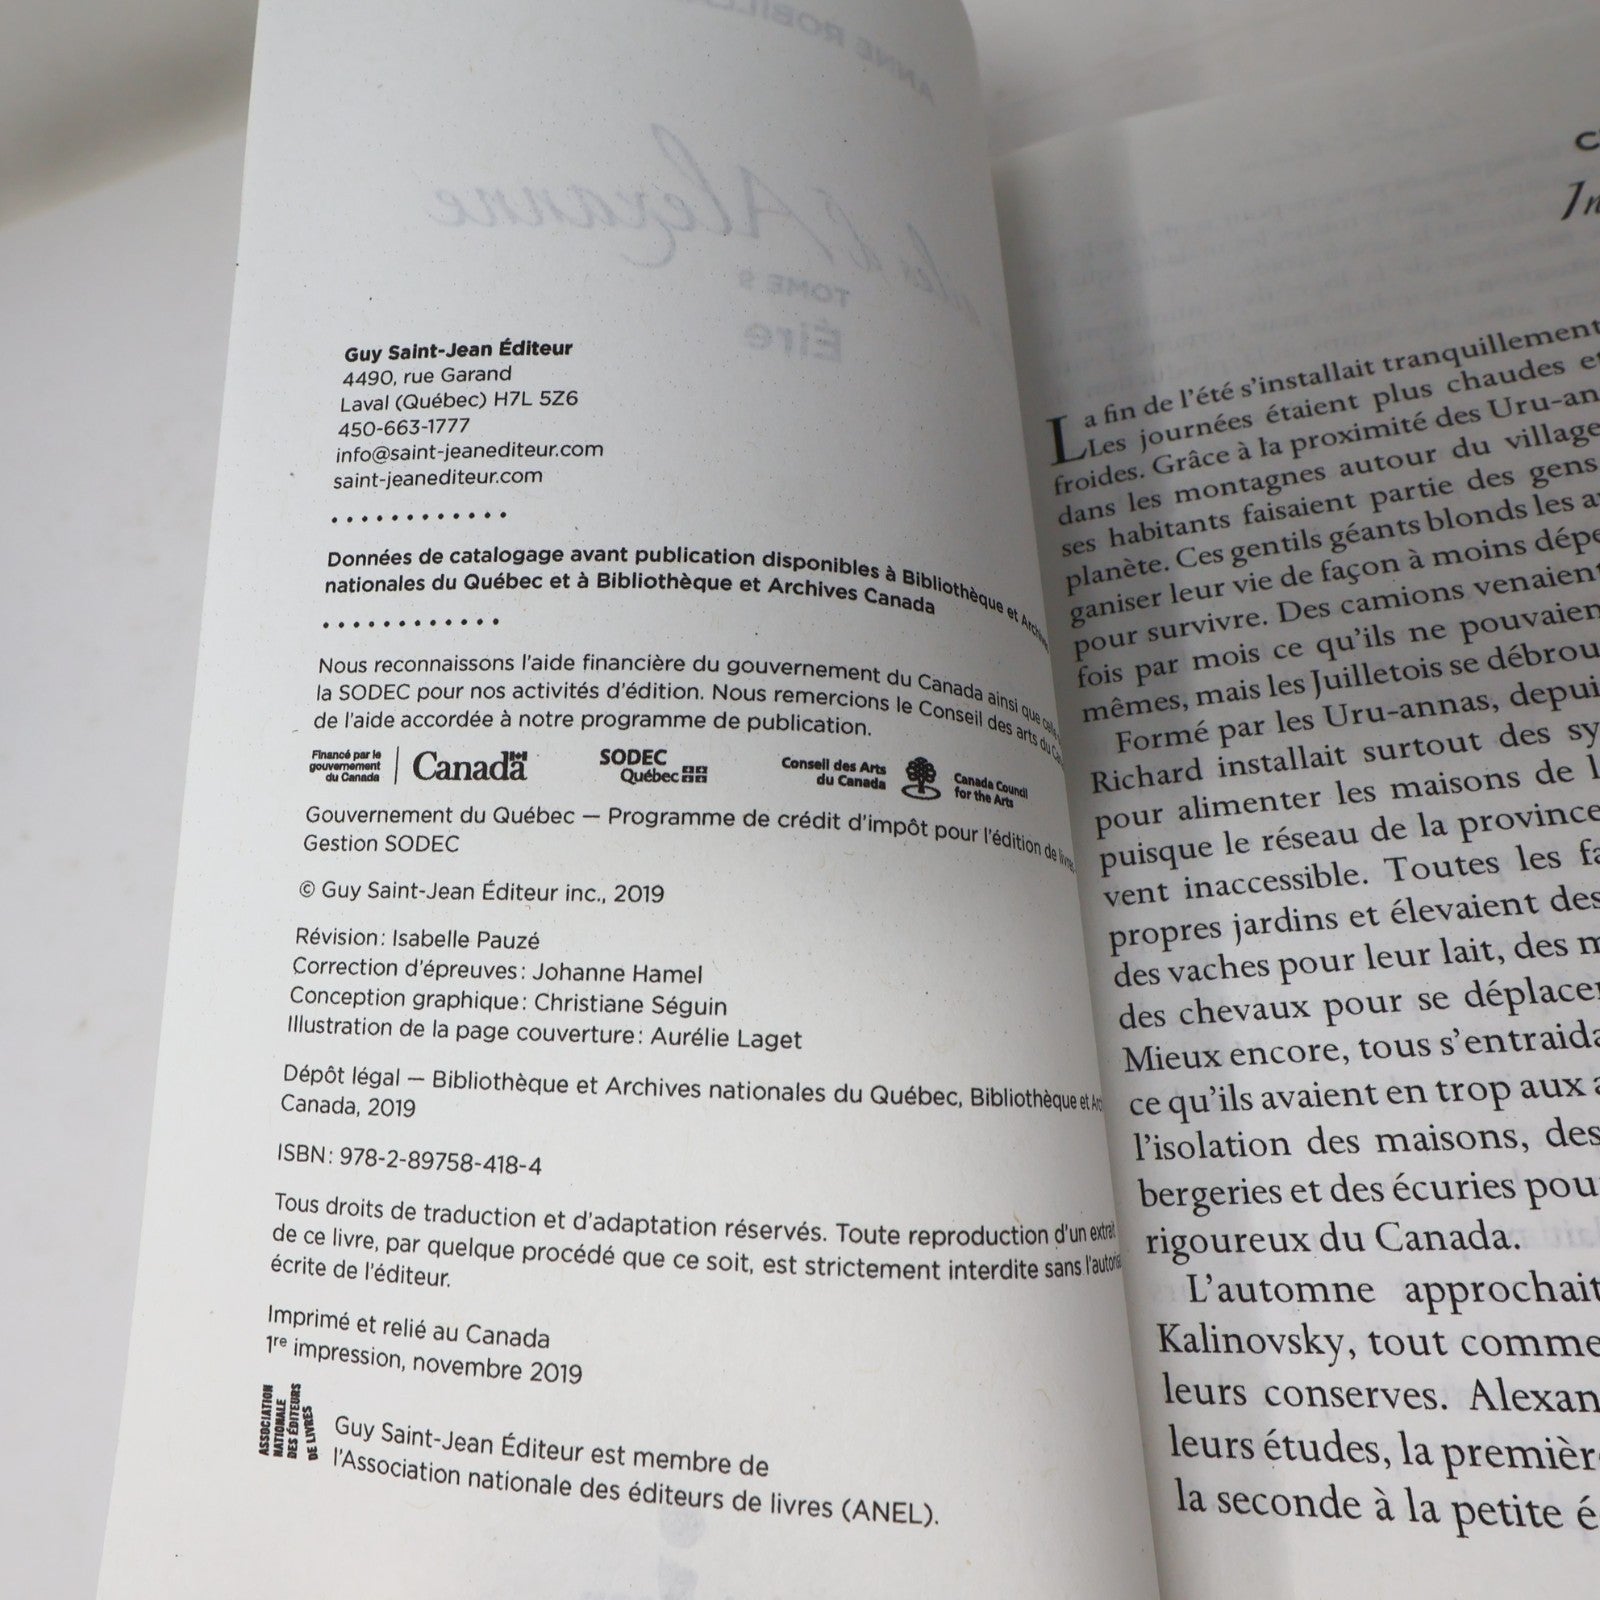 Guy Saint-Jean Éditeur
4490, rue Garand
Laval (Québec) H7L 5Z6
450-663-1777
info@saint-jeanediteur.com
saint-jeanediteur.com
Données de catalogage avant publication disponibles à Bibliothèque et
nationales du Québec et à Bibliothèque et Archives Canada
Nous reconnaissons l'aide financière du gouvernement du Canada ainsi que
la SODEC pour nos activités d'édition. Nous remercions le Conseil des arts du
de l'aide accordée à notre programme de publication.
Financé par le
gouvernement
du Canada
Canada
SODEC
Québec
Conseil des Arts
du Canada
Canada Council
for the Arts
Gouvernement du Québec — Programme de crédit d'impôt pour l'édition de
Gestion SODEC
© Guy Saint-Jean Éditeur inc., 2019
Révision : Isabelle Pauzé
Correction d'épreuves : Johanne Hamel
Conception graphique : Christiane Séguin
Illustration de la page couverture : Aurélie Laget
Dépôt légal — Bibliothèque et Archives nationales du Québec, Bibliothèque et
Canada, 2019
ISBN : 978-2-89758-418-4
Tous droits de traduction et d'adaptation réservés. Toute reproduction d'un extrait
de ce livre, par quelque procédé que ce soit, est strictement interdite sans
écrite de l'éditeur.
Imprimé et relié au Canada
1re impression, novembre 2019
ASSOCIATION
NATIONALE
DES ÉDITEURS
DE LIVRES
Guy Saint-Jean Éditeur est membre de
l'Association nationale des éditeurs de livres (ANEL).
La fin de l'été s'installait tranquillement
Les journées étaient plus chaudes
froides. Grâce à la proximité des
dans les montagnes autour du village
ses habitants faisaient partie des gens
planète. Ces gentils géants blonds les
ganiser leur vie de façon à moins
pour survivre. Des camions venaient
fois par mois ce qu'ils ne
mêmes, mais les Juilletois se
Formé par les Uru-annas,
Richard installait surtout des
pour alimenter les maisons de
puisque le réseau de la province
vent inaccessible. Toutes les
propres jardins et élevaient des
des vaches pour leur lait, des
des chevaux pour se
Mieux encore, tous
ce qu'ils avaient en trop aux
l'isolation des maisons, des
bergeries et des écuries
rigoureux du Canada.
L'automne approchait
Kalinovsky, tout comme
leurs conserves.
leurs études, la
la seconde à la petite